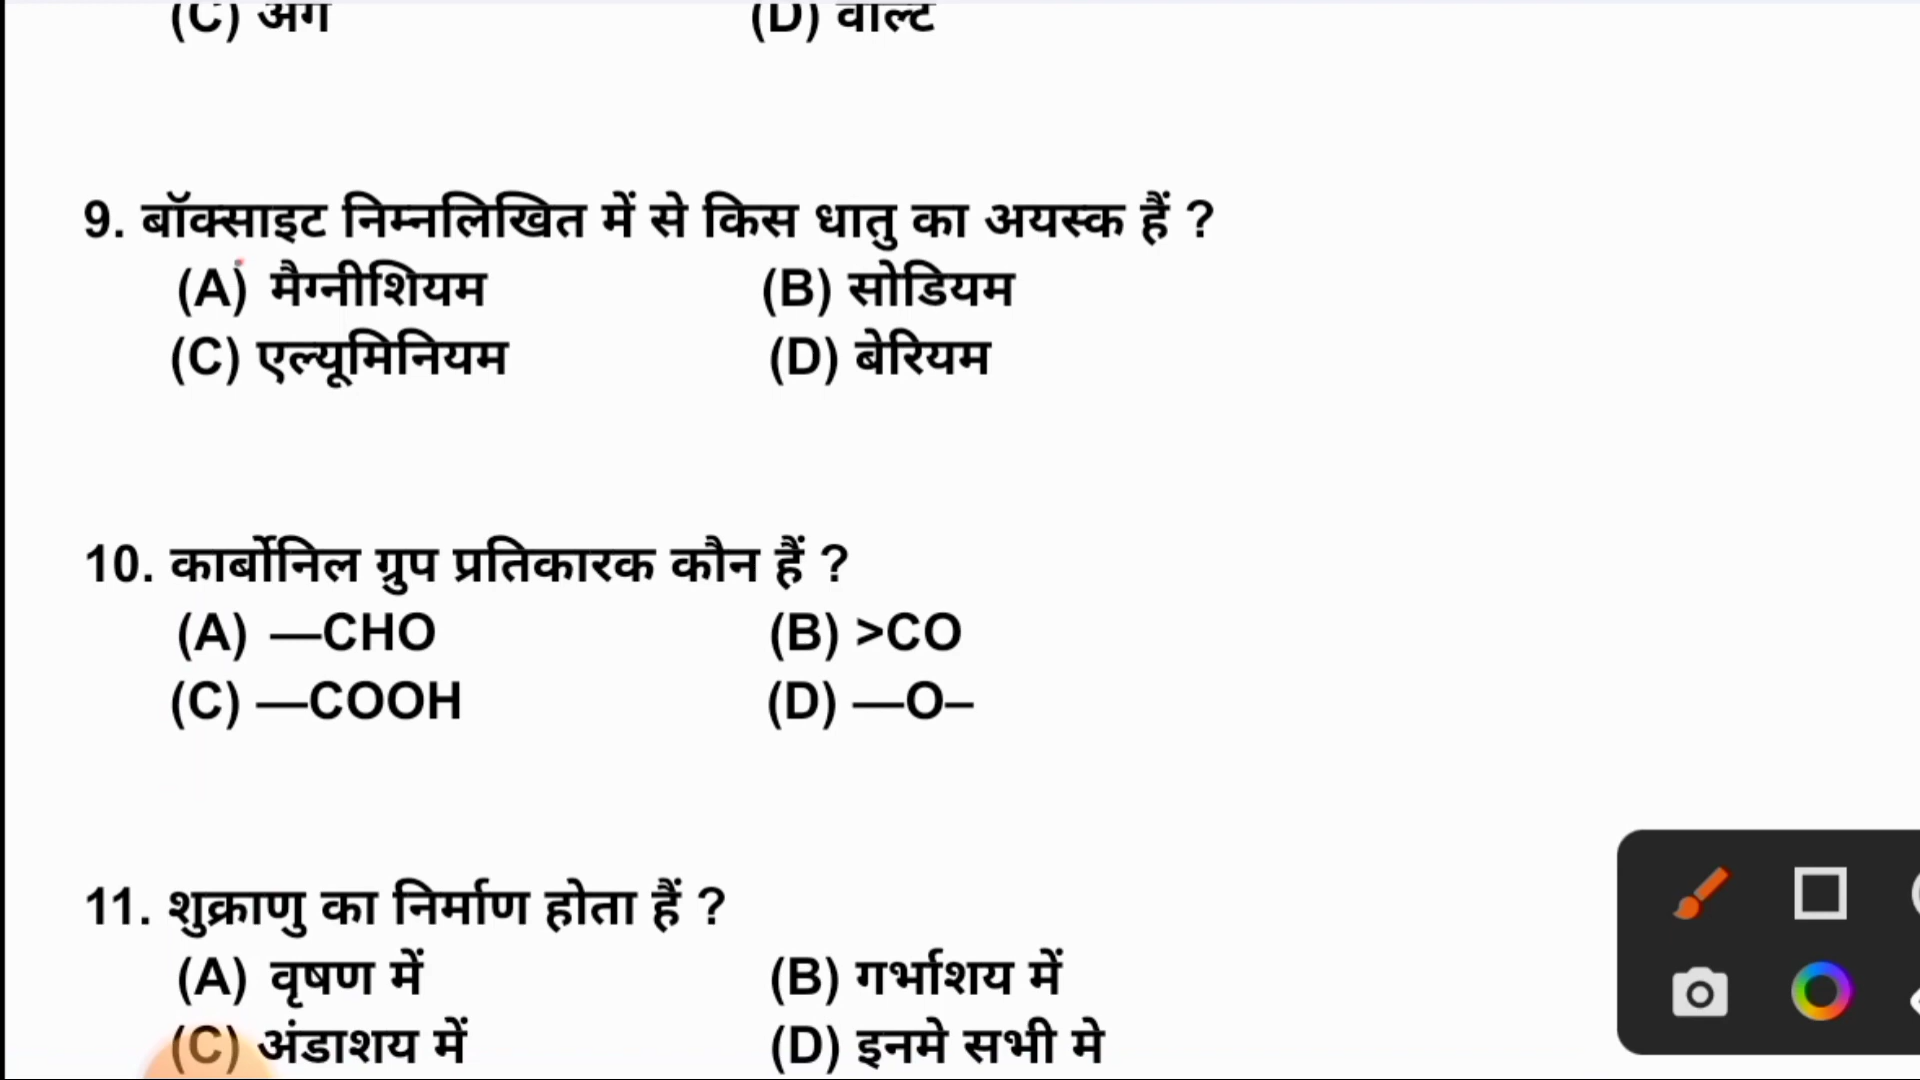 (C) अंग (D) वोल्ट
9. बॉक्साइट निम्नलिखित में से किस धातु का अयस्क हैं ?
(A) मैग्नीशियम (B) सोडियम
(C) एल्यूमिनियम (D) बेरियम
10. कार्बोनिल ग्रुप प्रतिकारक कौन हैं ?
(A) —CHO (B) >CO
(C) —COOH (D) —O–
11. शुक्राणु का निर्माण होता हैं ?
(A) वृषण में (B) गर्भाशय में
(C) अंडाशय में (D) इनमे सभी मे